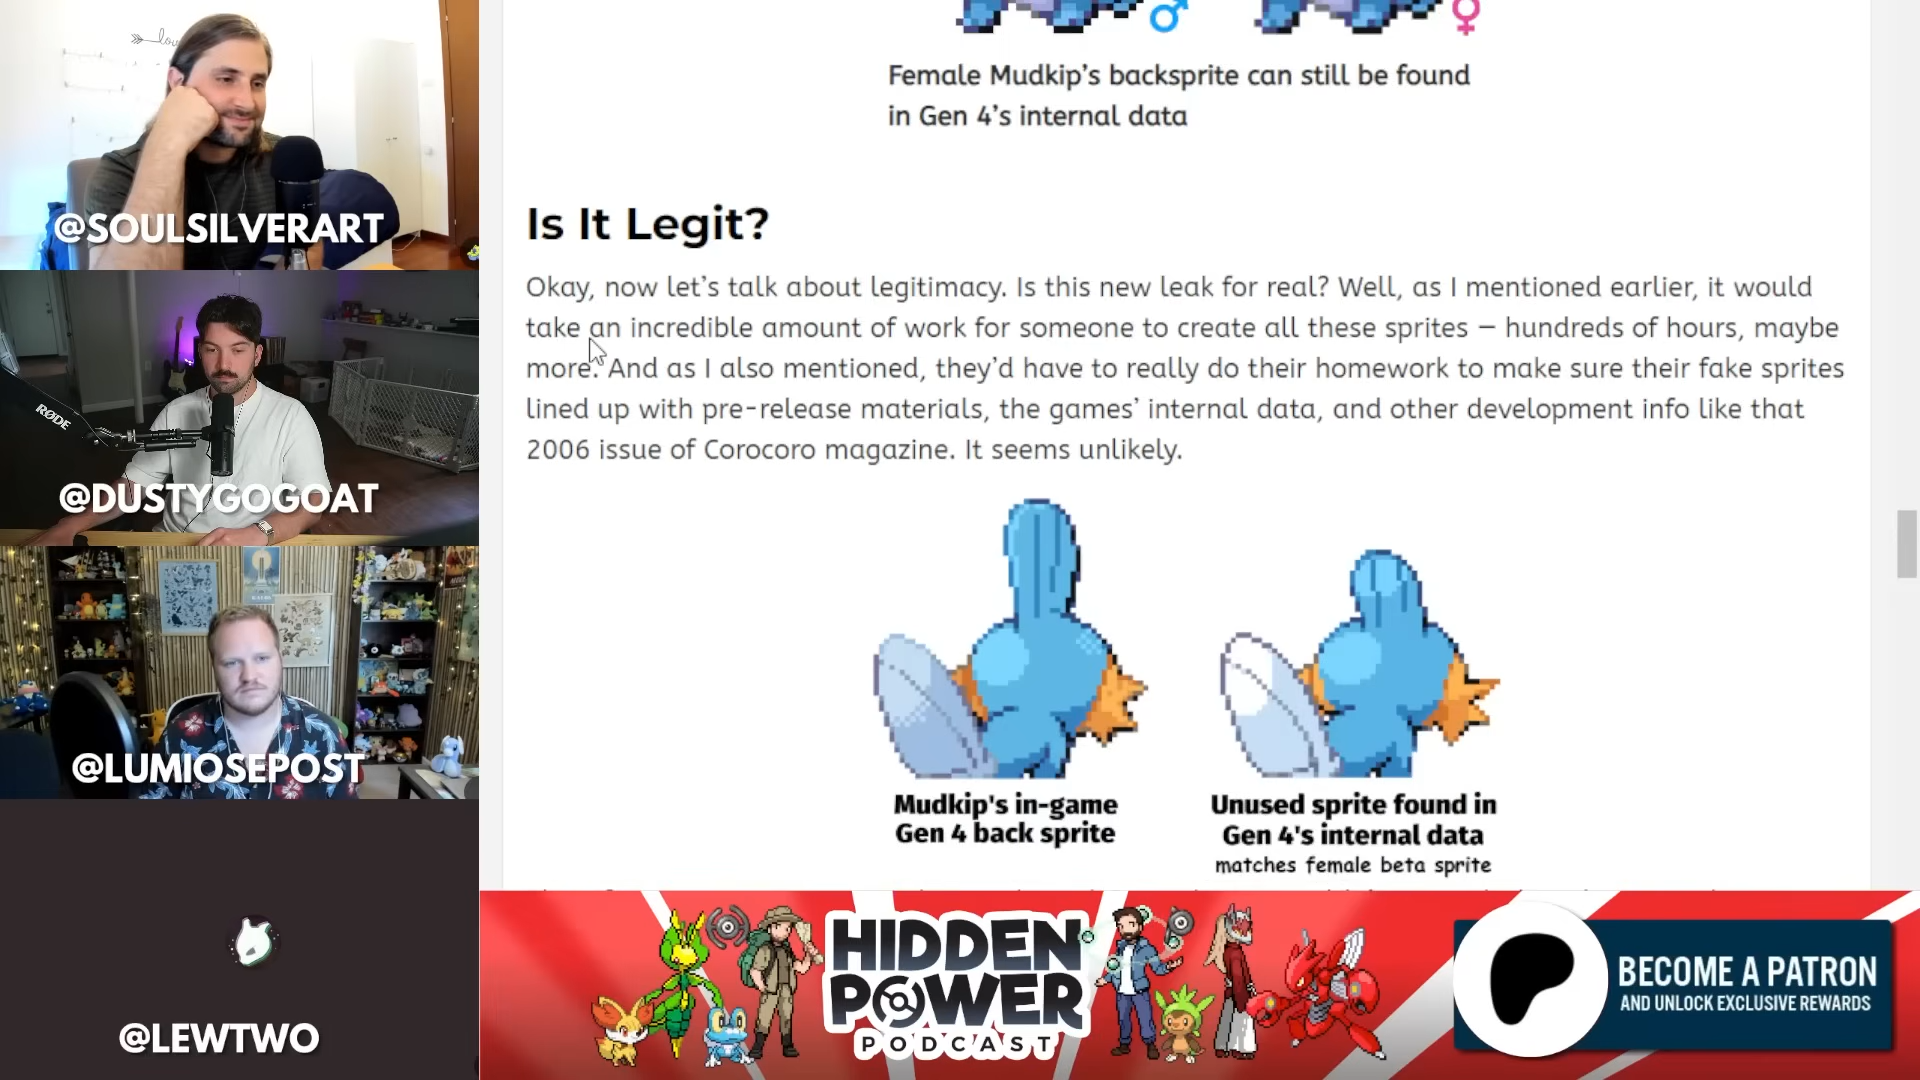 love
@SOULSILVERART
RØDE
@DUSTYGOGOAT
@LUMIOSEPOST
@LEWTWO
Female Mudkip’s backsprite can still be found
in Gen 4’s internal data
Is It Legit?
Okay, now let’s talk about legitimacy. Is this new leak for real? Well, as I mentioned earlier, it would
take an incredible amount of work for someone to create all these sprites — hundreds of hours, maybe
more. And as I also mentioned, they’d have to really do their homework to make sure their fake sprites
lined up with pre-release materials, the games’ internal data, and other development info like that
2006 issue of Corocoro magazine. It seems unlikely.
Mudkip's in-game
Gen 4 back sprite
Unused sprite found in
Gen 4's internal data
matches female beta sprite
HIDDEN
POWER
PODCAST
BECOME A PATRON
AND UNLOCK EXCLUSIVE REWARDS